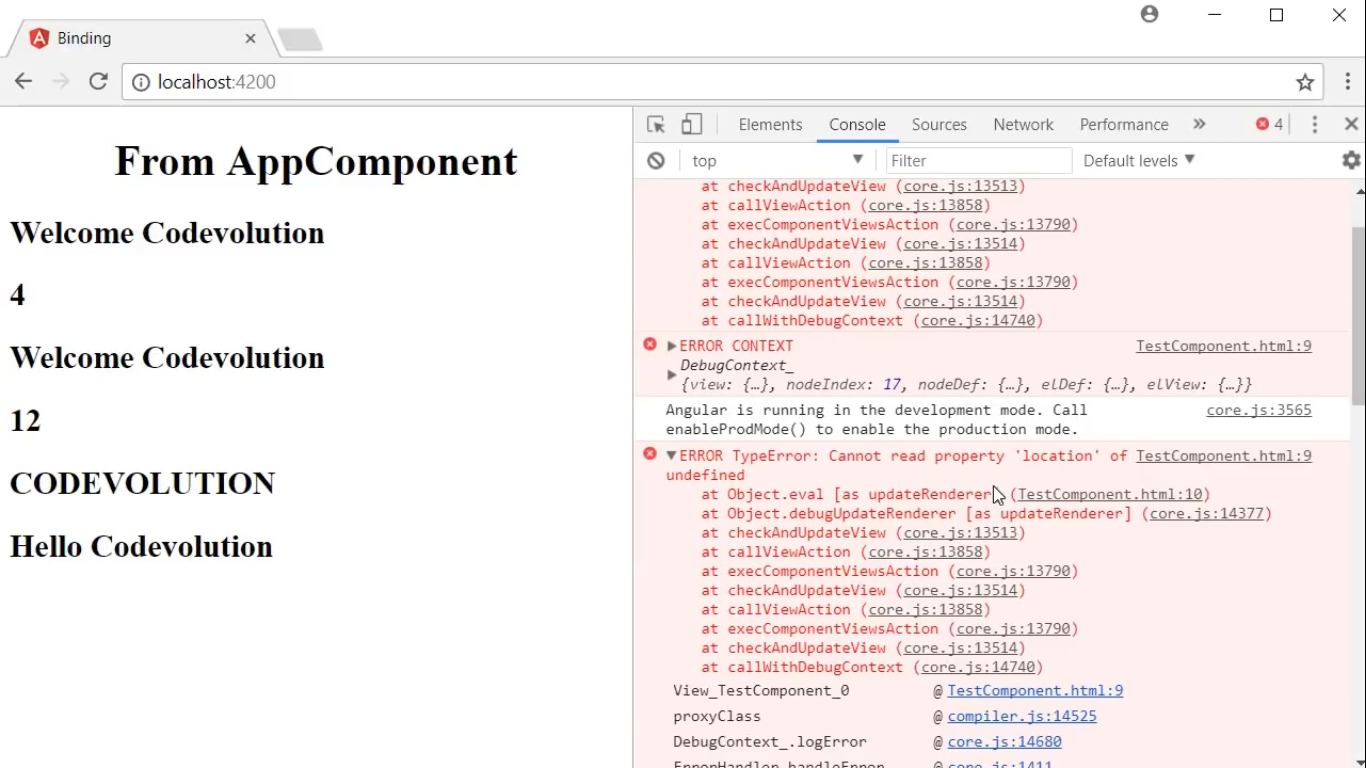 Binding
localhost:4200
Elements Console Sources Network Performance » 4
top Filter Default levels
From AppComponent
Welcome Codevolution
4
Welcome Codevolution
12
CODEVOLUTION
Hello Codevolution
at checkAndUpdateView (core.js:13513)
at callViewAction (core.js:13858)
at execComponentViewsAction (core.js:13790)
at checkAndUpdateView (core.js:13514)
at callViewAction (core.js:13858)
at execComponentViewsAction (core.js:13790)
at checkAndUpdateView (core.js:13514)
at callWithDebugContext (core.js:14740)
ERROR CONTEXT TestComponent.html:9
DebugContext_
{view: {…}, nodeIndex: 17, nodeDef: {…}, elDef: {…}, elView: {…}}
Angular is running in the development mode. Call core.js:3565
enableProdMode() to enable the production mode.
ERROR TypeError: Cannot read property 'location' of TestComponent.html:9
undefined
at Object.eval [as updateRenderer] (TestComponent.html:10)
at Object.debugUpdateRenderer [as updateRenderer] (core.js:14377)
at checkAndUpdateView (core.js:13513)
at callViewAction (core.js:13858)
at execComponentViewsAction (core.js:13790)
at checkAndUpdateView (core.js:13514)
at callViewAction (core.js:13858)
at execComponentViewsAction (core.js:13790)
at checkAndUpdateView (core.js:13514)
at callWithDebugContext (core.js:14740)
View_TestComponent_0 @ TestComponent.html:9
proxyClass @ compiler.js:14525
DebugContext_.logError @ core.js:14680
ErrorHandler.handleError @ core.js:1411